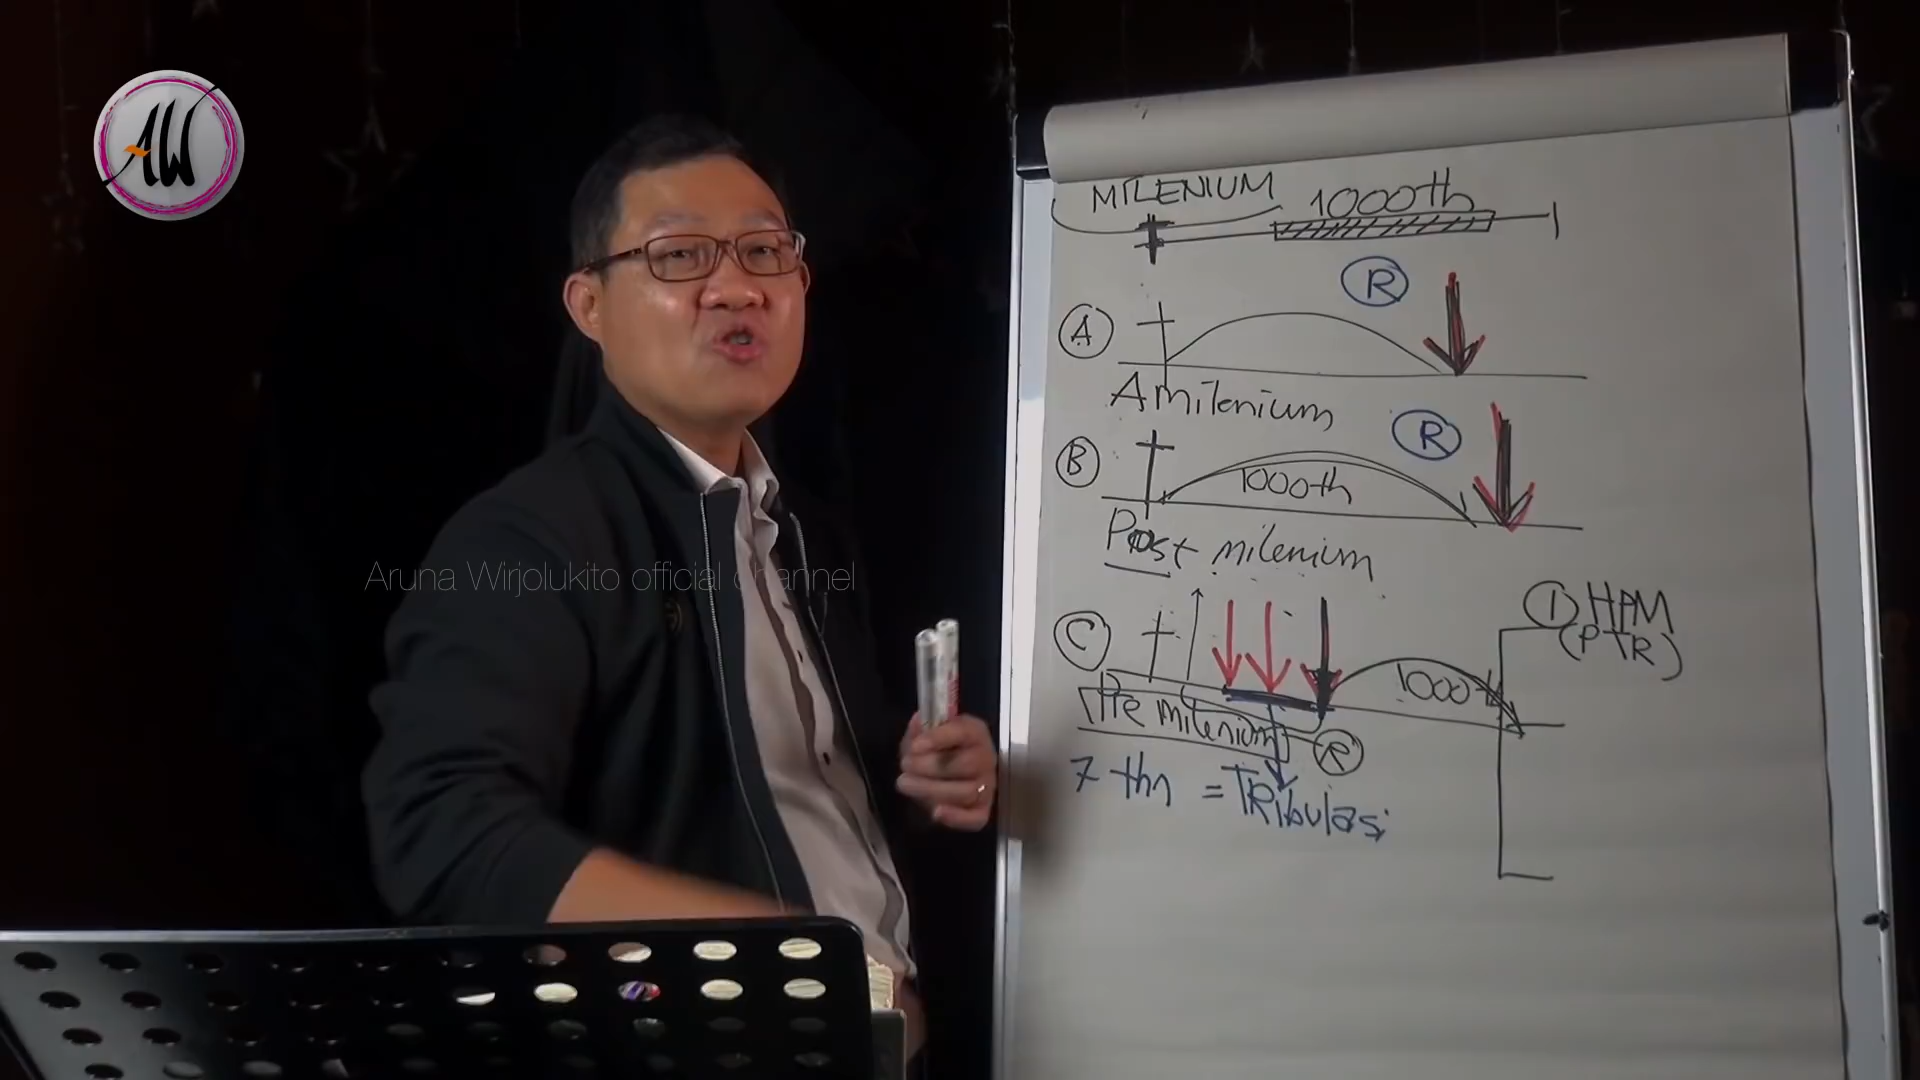 AW
Aruna Wirjolukito official channel
MILENIUM
1000th
R
A
Amilenium
R
B
1000th
Post milenium
C
1 HPM
(PTR)
1000th
Pre milenium
R
7 thn = TRibulasi